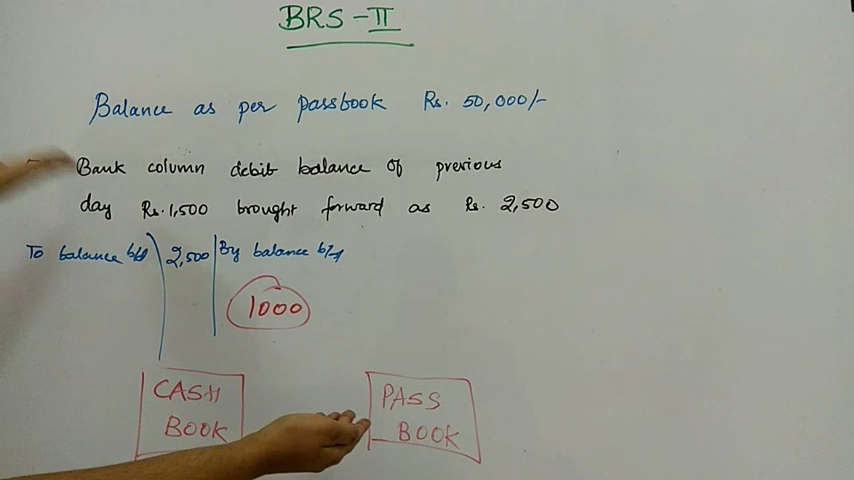 BRS - II
Balance as per passbook Rs. 50,000/-
Bank column debit balance of previous
day Rs. 1,500 brought forward as Rs. 2,500
To balance b/d 2,500 By balance b/f
1000
CASH
BOOK
PASS
BOOK